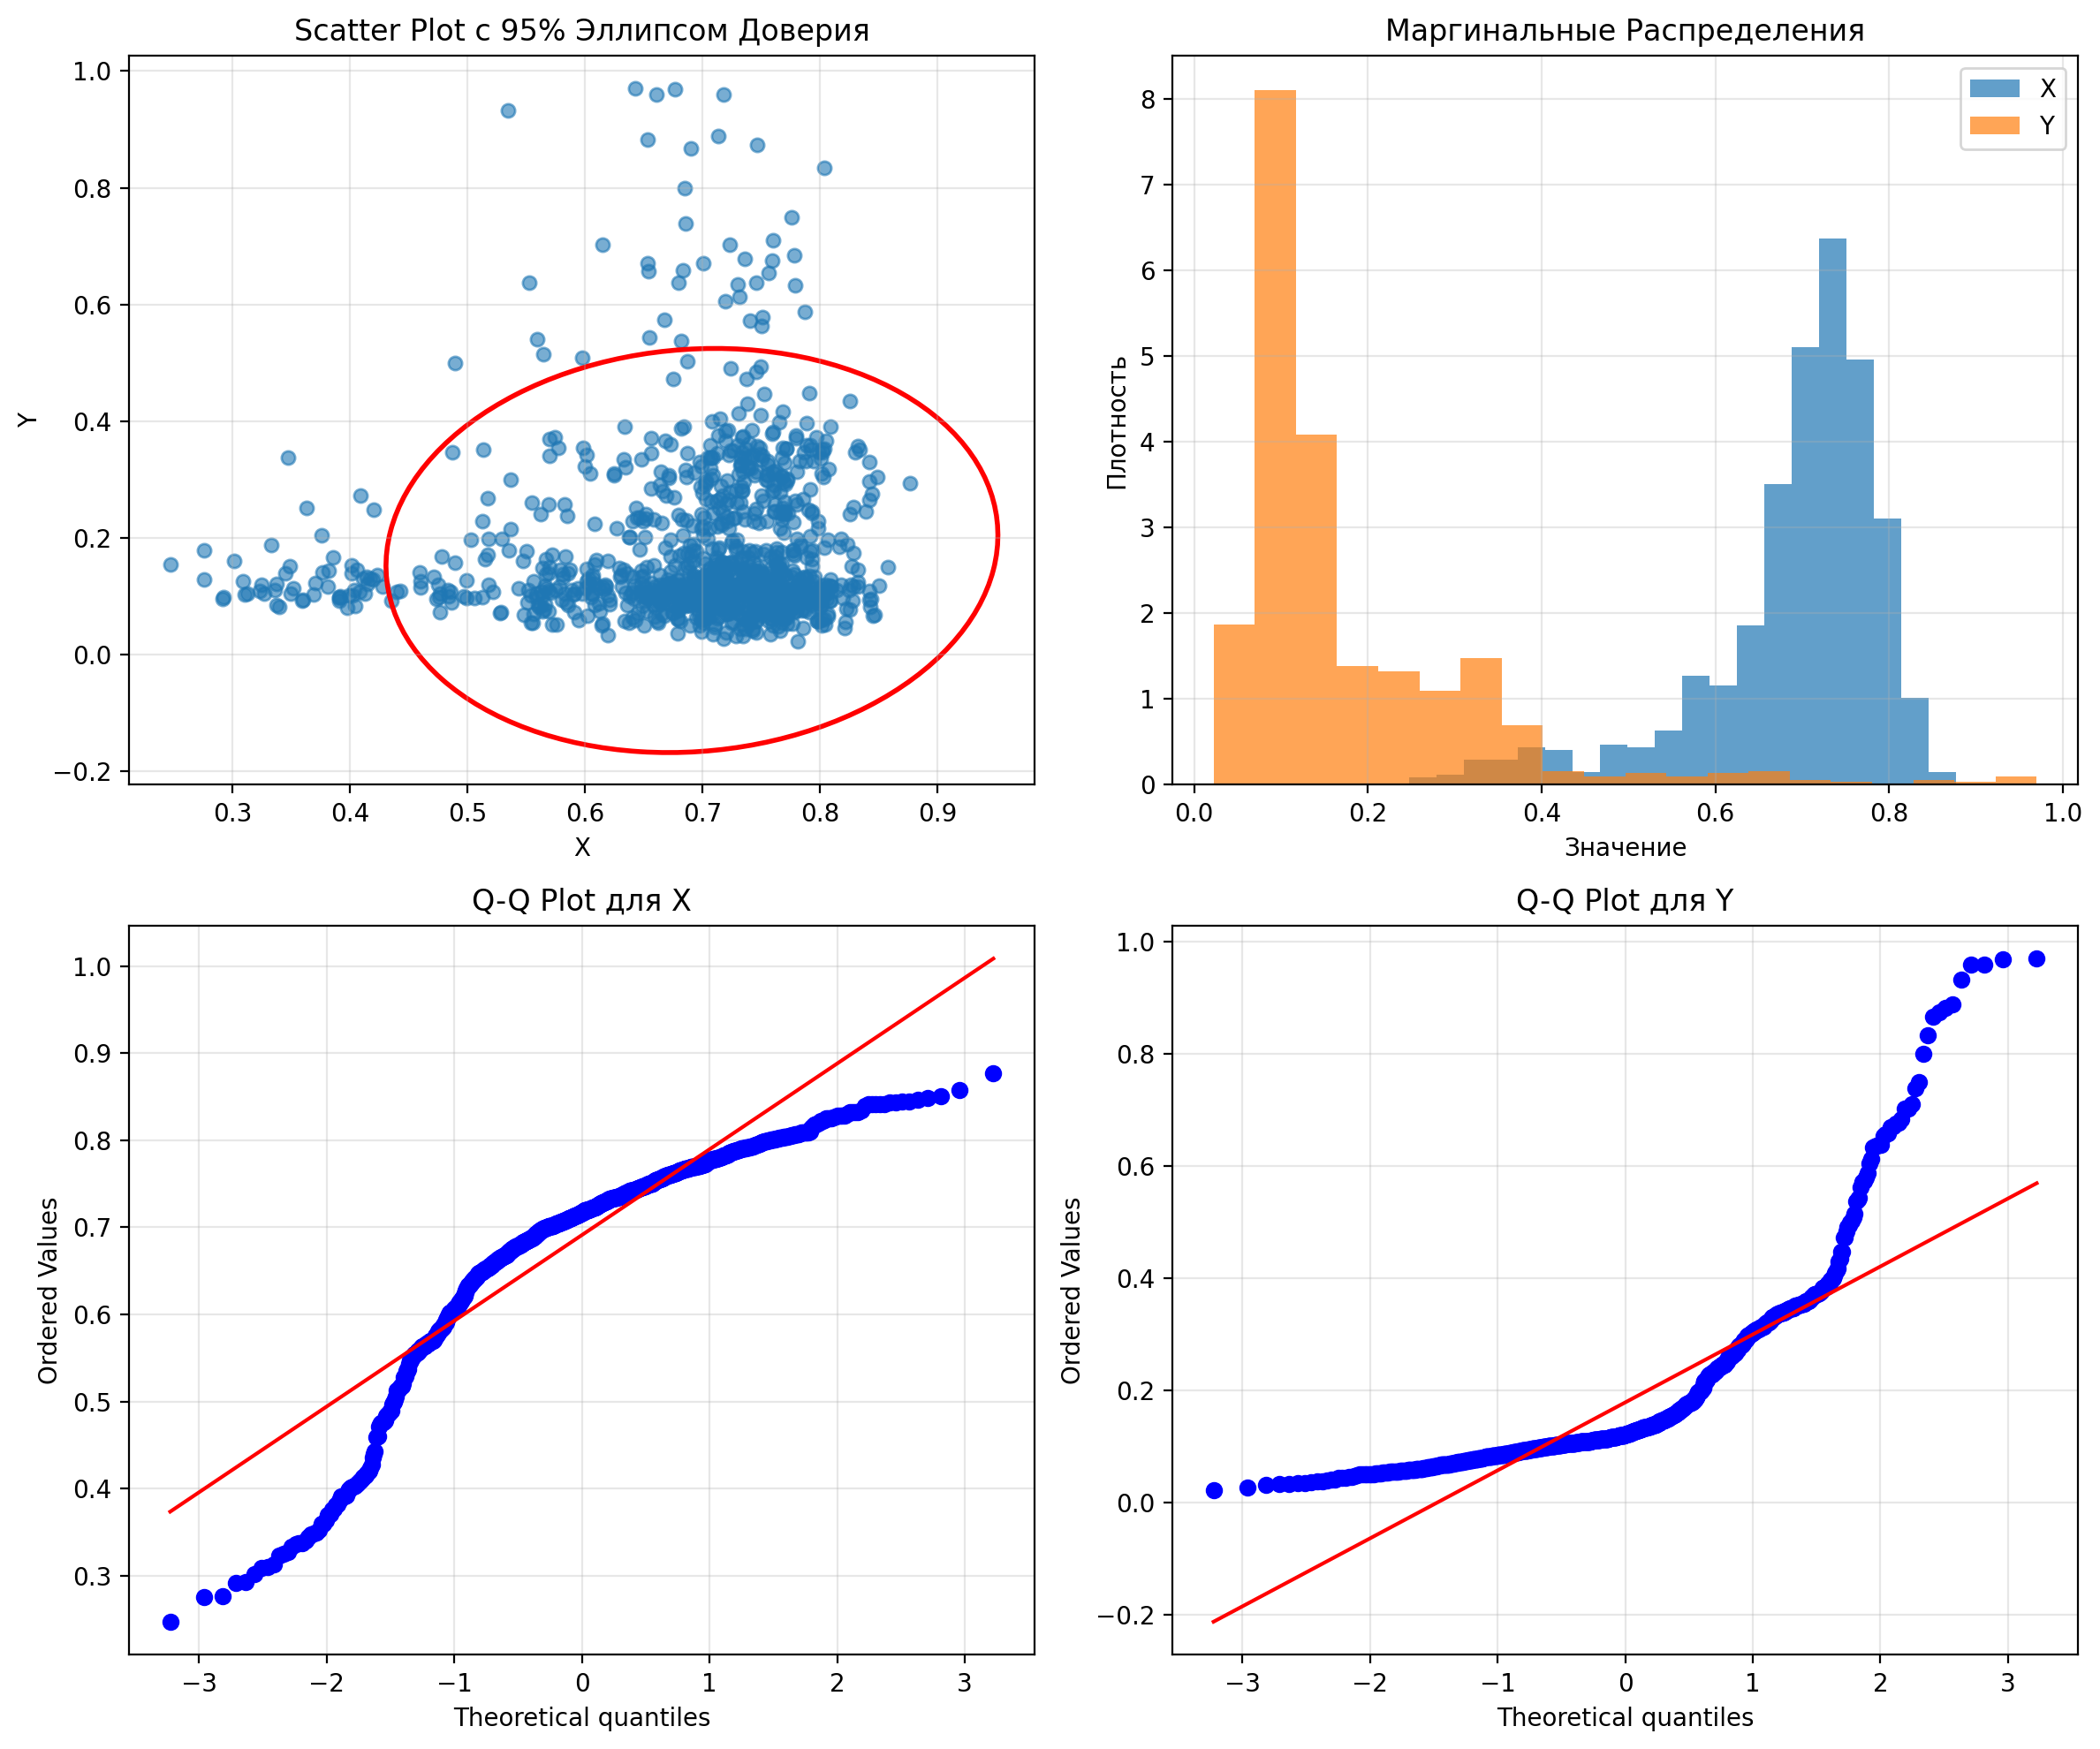 Scatter Plot с 95% Эллипсом Доверия
1.0
0.8
0.6
0.4
0.2
0.0
−0.2
Y
0.3 0.4 0.5 0.6 0.7 0.8 0.9
X
Маргинальные Распределения
X
Y
8
7
6
5
4
3
2
1
0
Плотность
0.0 0.2 0.4 0.6 0.8 1.0
Значение
Q-Q Plot для X
1.0
0.9
0.8
0.7
0.6
0.5
0.4
0.3
Ordered Values
−3 −2 −1 0 1 2 3
Theoretical quantiles
Q-Q Plot для Y
1.0
0.8
0.6
0.4
0.2
0.0
−0.2
Ordered Values
−3 −2 −1 0 1 2 3
Theoretical quantiles